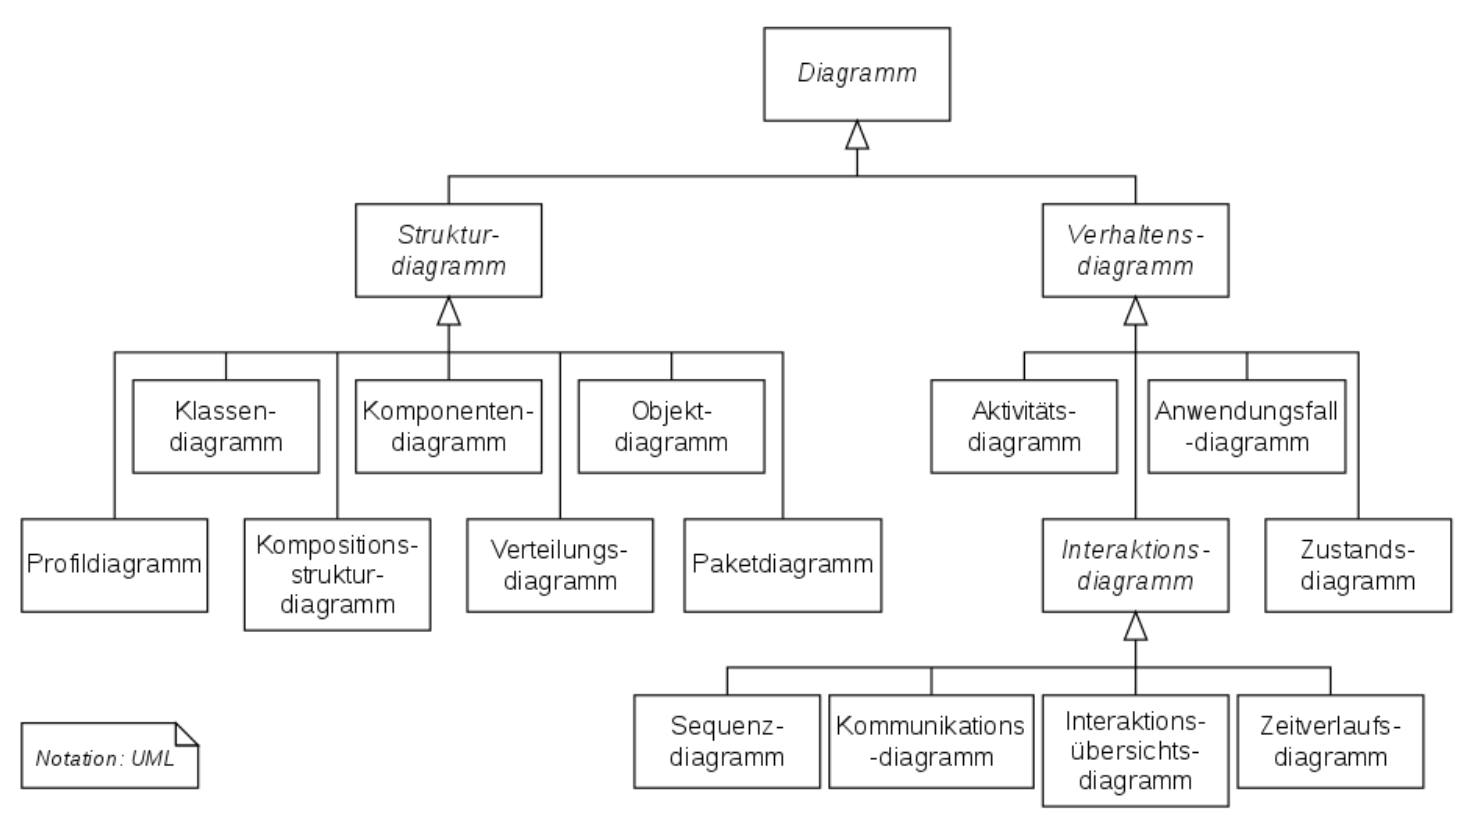 Diagramm
Struktur-
diagramm
Verhaltens-
diagramm
Klassen-
diagramm
Komponenten-
diagramm
Objekt-
diagramm
Aktivitäts-
diagramm
Anwendungsfall
-diagramm
Profildiagramm
Kompositions-
struktur-
diagramm
Verteilungs-
diagramm
Paketdiagramm
Interaktions-
diagramm
Zustands-
diagramm
Sequenz-
diagramm
Kommunikations
-diagramm
Interaktions-
übersichts-
diagramm
Zeitverlaufs-
diagramm
Notation: UML